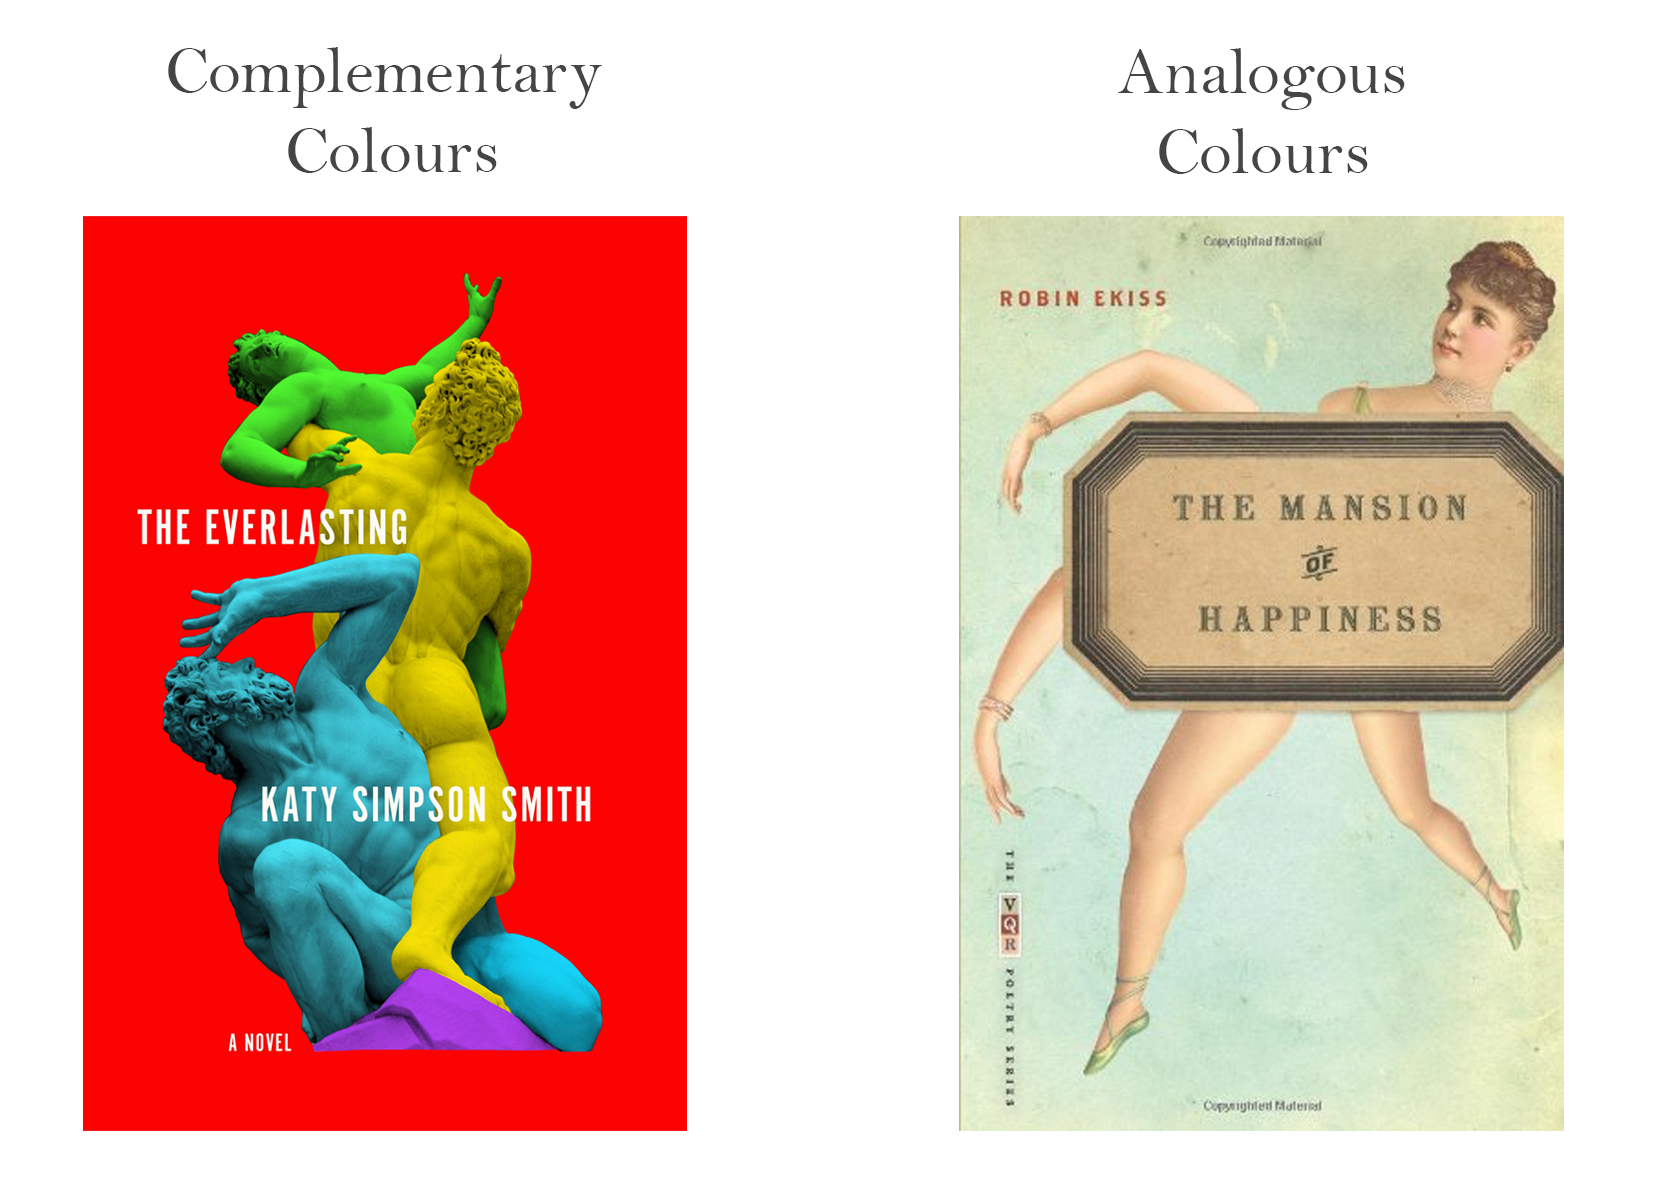 Complementary
Colours
THE EVERLASTING
KATY SIMPSON SMITH
A NOVEL
Analogous
Colours
Copyrighted Material
ROBIN EKISS
THE MANSION
OF
HAPPINESS
THE VQR POETRY SERIES
Copyrighted Material